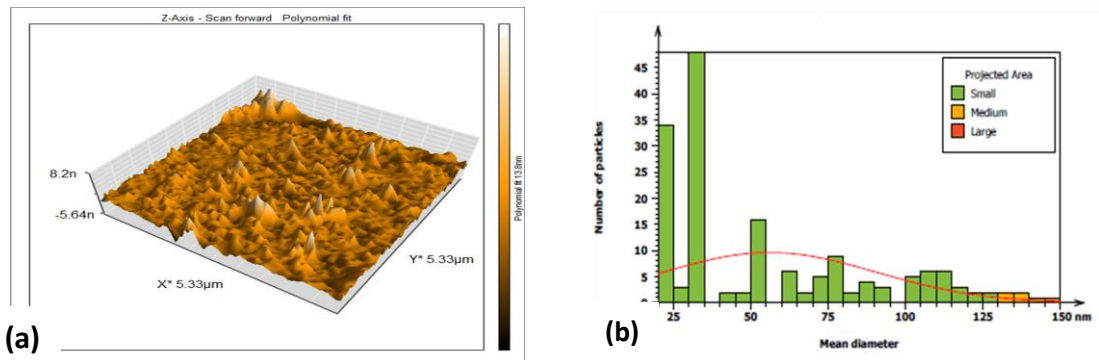 Z-Axis - Scan forward Polynomial fit
8.2n
-5.64n
X* 5.33µm
Y* 5.33µm
Polynomial fit 13.8nm
(a)
Number of particles
45
40
35
30
25
20
15
10
5
0
25
50
75
100
125
150 nm
Mean diameter
Projected Area
Small
Medium
Large
(b)